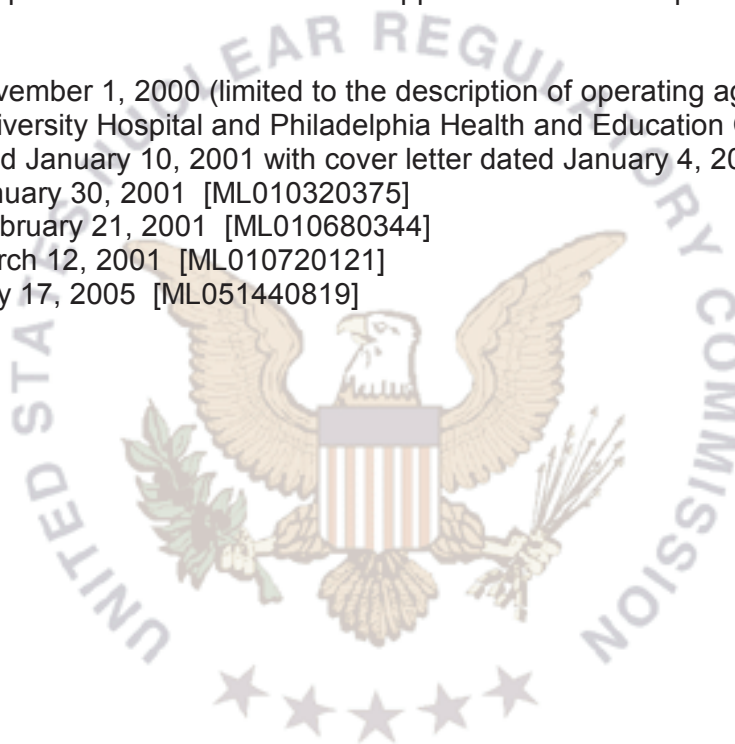 vember 1, 2000 (limited to the description of operating ag
iversity Hospital and Philadelphia Health and Education
d January 10, 2001 with cover letter dated January 4, 20
nuary 30, 2001 [ML010320375]
bruary 21, 2001 [ML010680344]
rch 12, 2001 [ML010720121]
y 17, 2005 [ML051440819]
UNITED STATES NUCLEAR REGULATORY COMMISSION